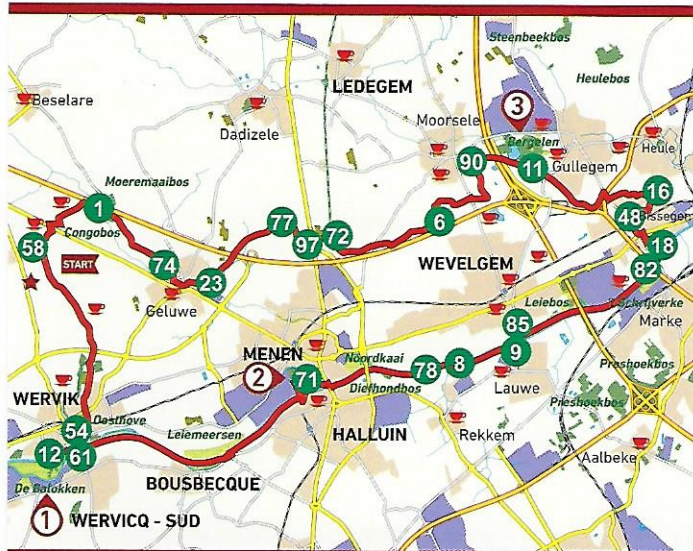 Steenbeekbos
3
LEDEGEM
Heulebos
Beselare
Dadizele
Moorsele
Bergelen
Heule
90
11
Gullegem
Moeremaaibos
1
16
77
6
48
Bissegem
Congobos
97
72
18
58
74
WEVELGEM
82
START
23
Geluwe
Leiebos
Schrijverke
85
Marke
MENEN
Noordkaai
9
2
71
78
8
Preshoekbos
WERVIK
Diefhondbos
Lauwe
Preshoekbos
54
Oosthove
HALLUIN
Rekkem
12
61
Leiemeersen
Aalbeke
De Balokken
BOUSBECQUE
1
WERVICQ - SUD